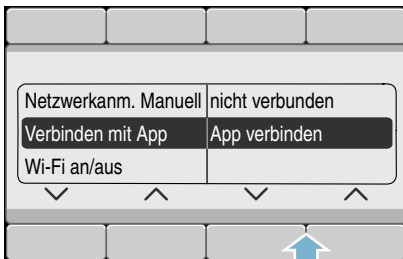 Netzwerkanm. Manuell nicht verbunden
Verbinden mit App App verbinden
Wi-Fi an/aus